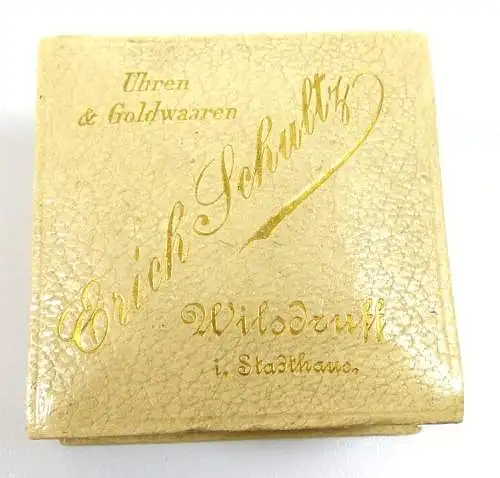 Uhren
& Goldwaaren
Erich Schultz
Wilsdruff
i. Stadthaus.